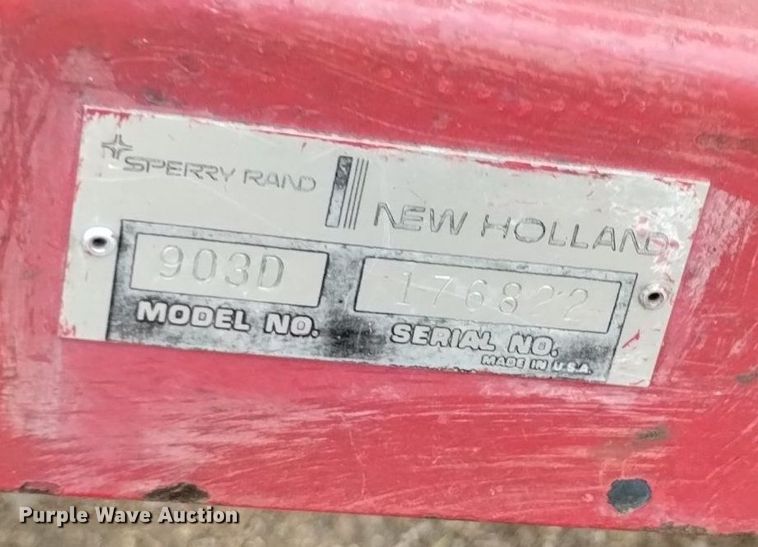 SPERRY RAND
NEW HOLLAND
903D
176822
MODEL NO.
SERIAL NO.
MADE IN U.S.A.
Purple Wave Auction